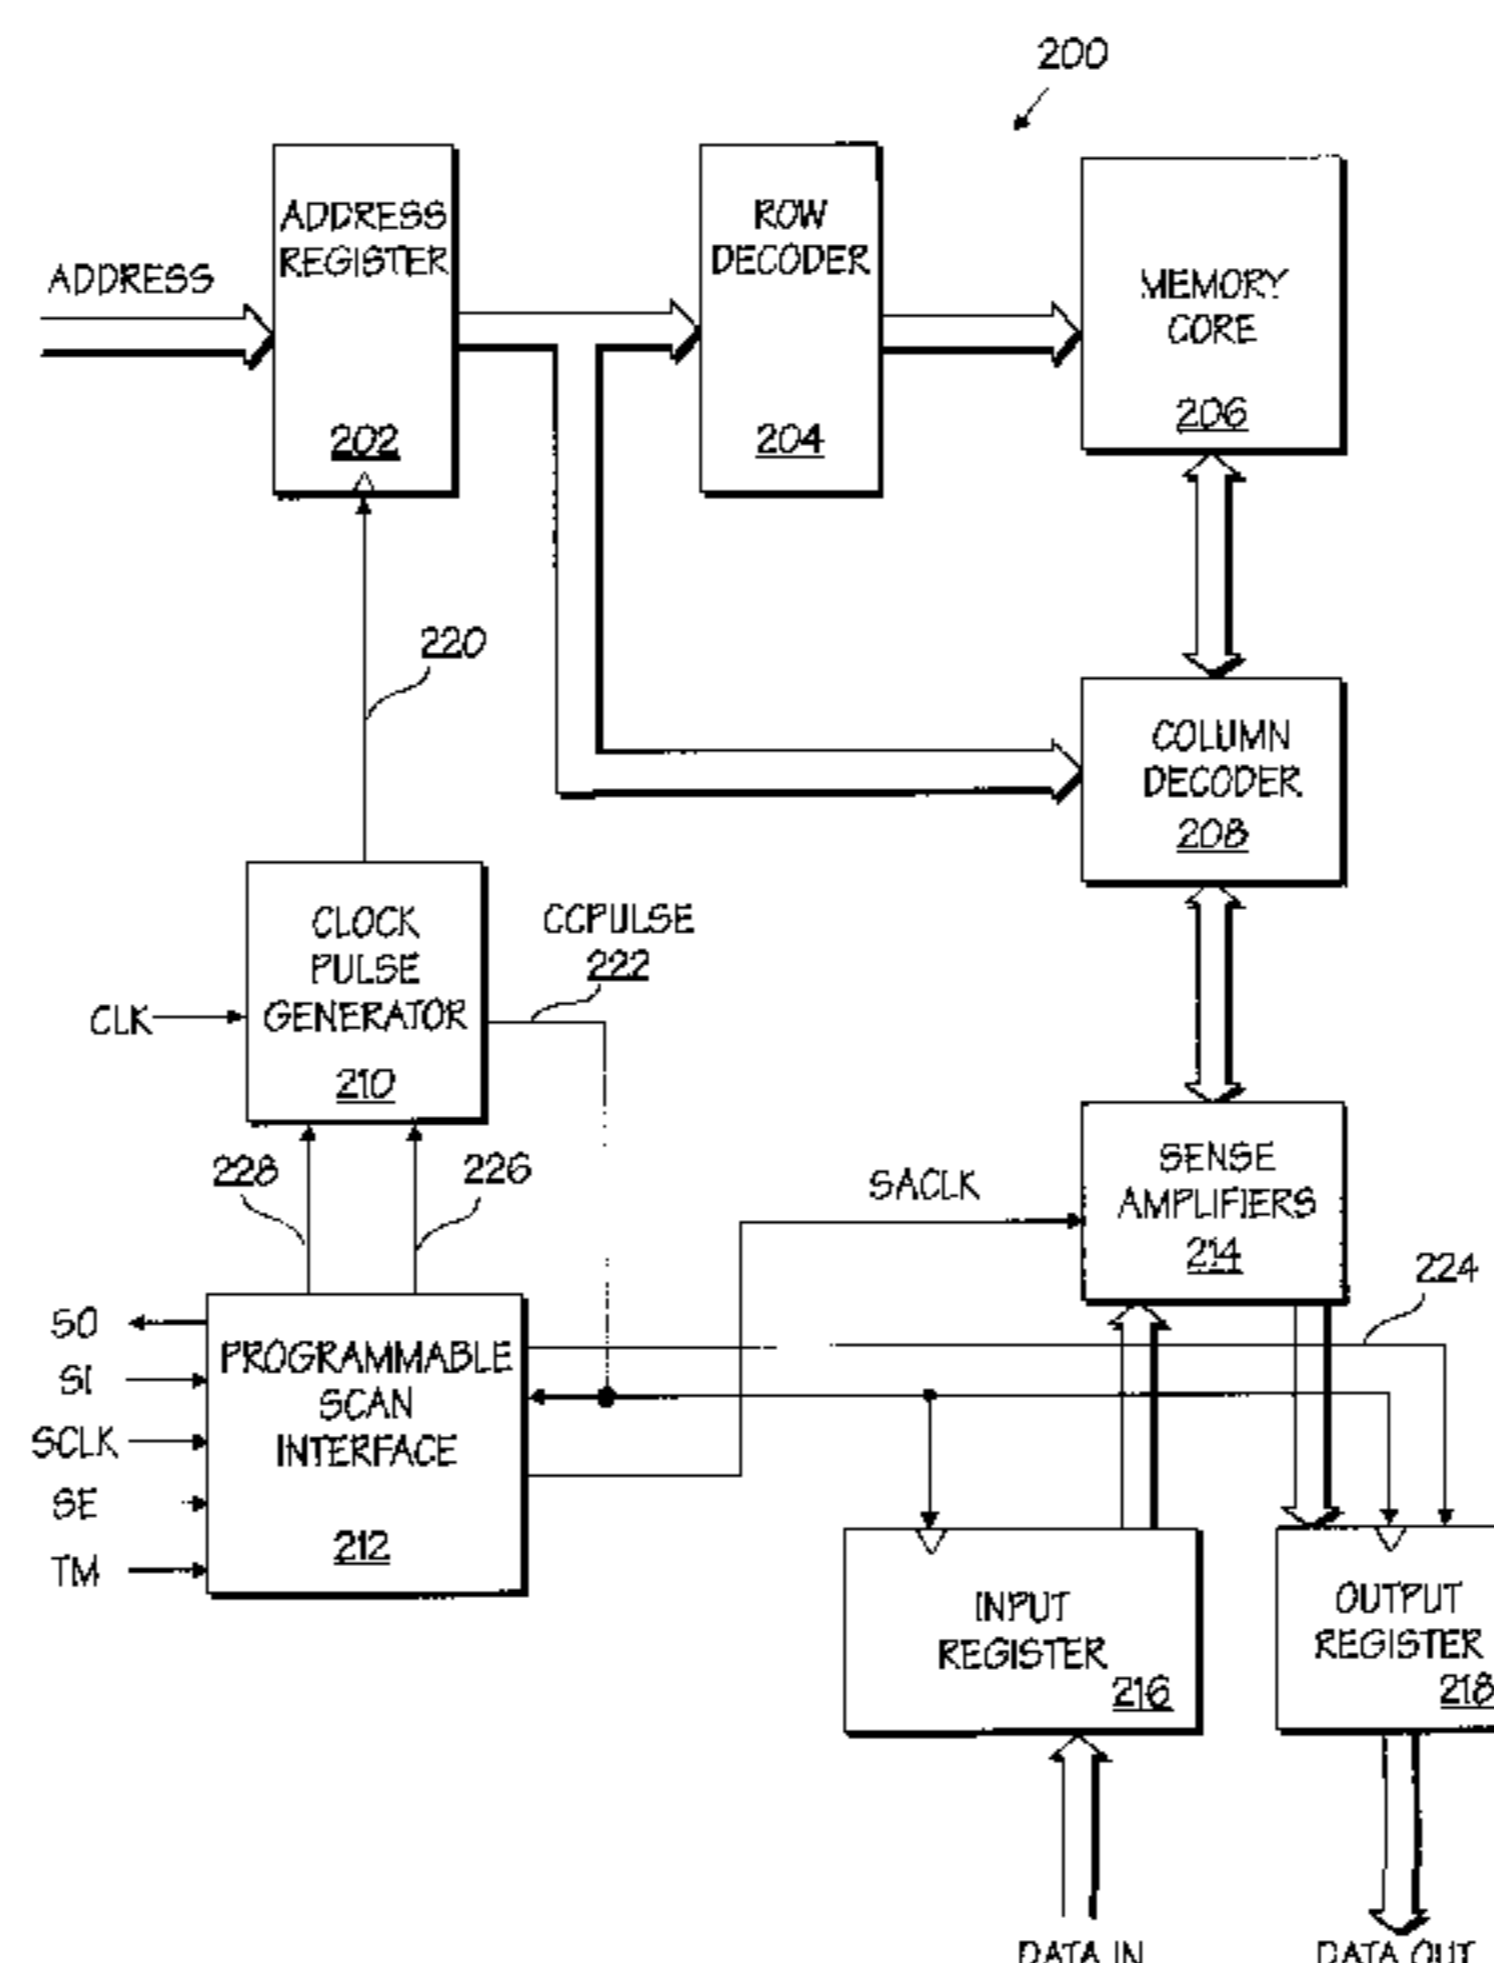 200
ADDRESS
ADDRESS
REGISTER
202
ROW
DECODER
204
MEMORY
CORE
206
220
COLUMN
DECODER
208
CLK
CLOCK
PULSE
GENERATOR
210
CCPULSE
222
228
226
SACLK
SENSE
AMPLIFIERS
214
224
SO
SI
SCLK
SE
TM
PROGRAMMABLE
SCAN
INTERFACE
212
INPUT
REGISTER
216
OUTPUT
REGISTER
218
DATA IN
DATA OUT